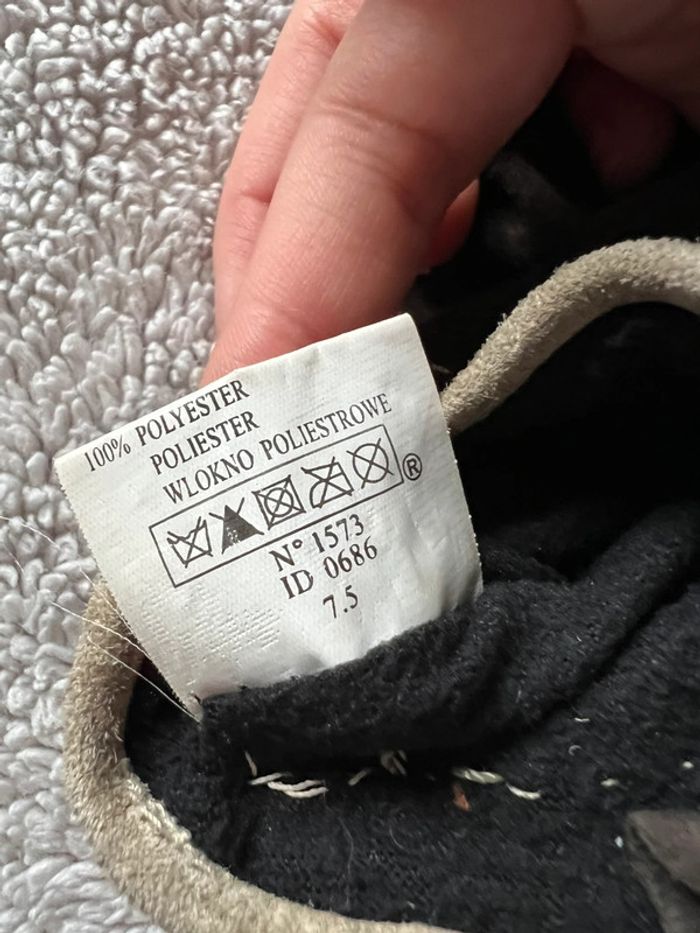 100% POLYESTER
POLIESTER
WLOKNO POLIESTROWE
®
N° 1573
ID 0686
7.5